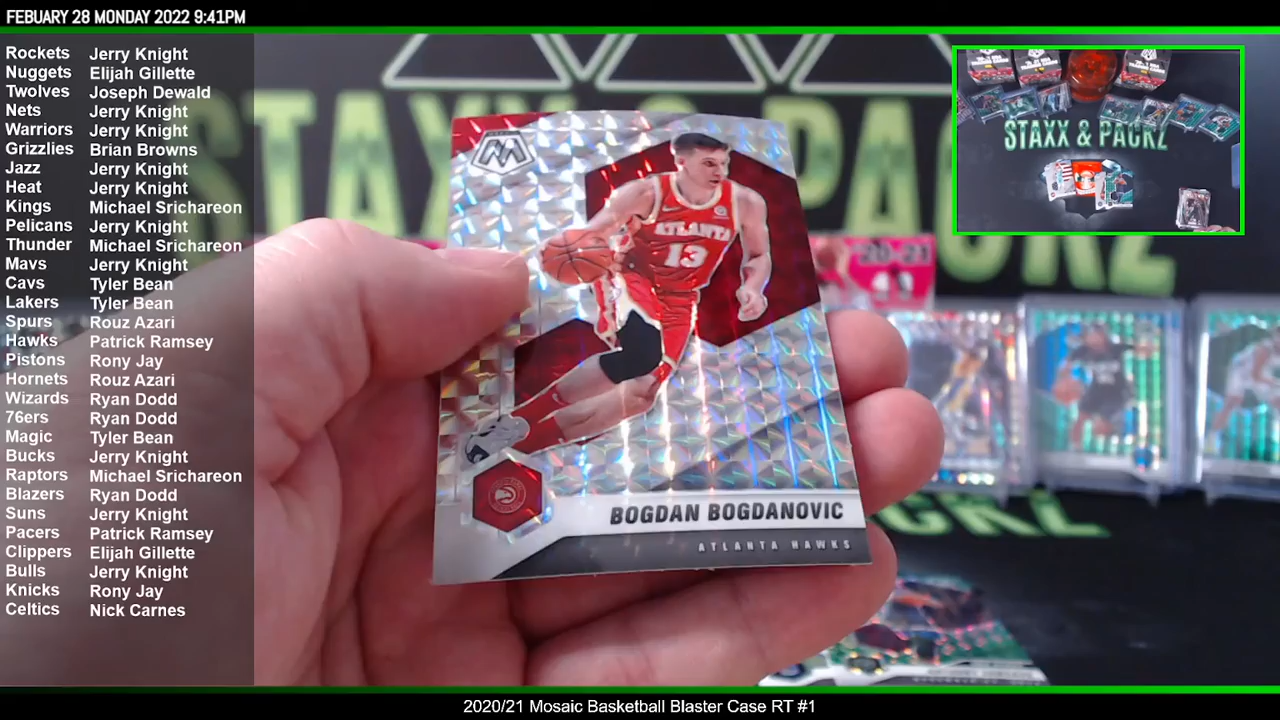 FEBUARY 28 MONDAY 2022 9:41PM
Rockets Jerry Knight
Nuggets Elijah Gillette
Twolves Joseph Dewald
Nets Jerry Knight
Warriors Jerry Knight
Grizzlies Brian Browns
Jazz Jerry Knight
Heat Jerry Knight
Kings Michael Srichareon
Pelicans Jerry Knight
Thunder Michael Srichareon
Mavs Jerry Knight
Cavs Tyler Bean
Lakers Tyler Bean
Spurs Rouz Azari
Hawks Patrick Ramsey
Pistons Rony Jay
Hornets Rouz Azari
Wizards Ryan Dodd
76ers Ryan Dodd
Magic Tyler Bean
Bucks Jerry Knight
Raptors Michael Srichareon
Blazers Ryan Dodd
Suns Jerry Knight
Pacers Patrick Ramsey
Clippers Elijah Gillette
Bulls Jerry Knight
Knicks Rony Jay
Celtics Nick Carnes
STAXX & PACKZ
STAXX & PACKZ
20-21
ATLANTA
13
BOGDAN BOGDANOVIC
ATLANTA HAWKS
2020/21 Mosaic Basketball Blaster Case RT #1